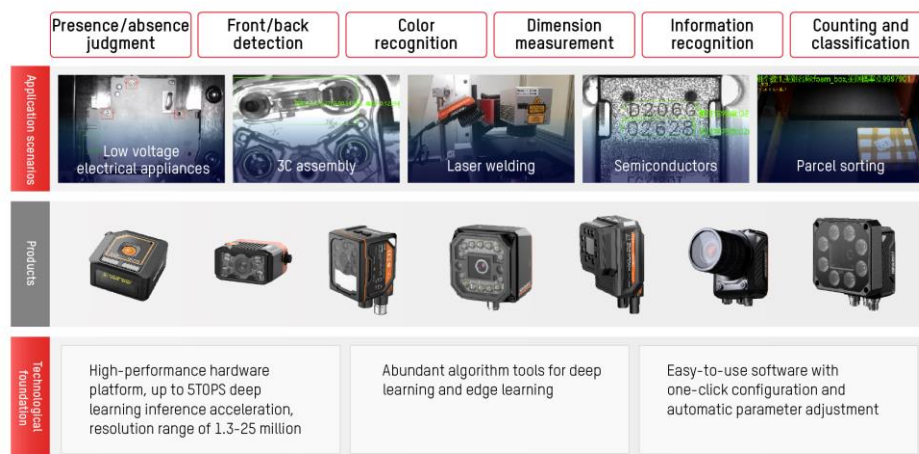 Presence/absence
judgment
Front/back
detection
Color
recognition
Dimension
measurement
Information
recognition
Counting and
classification
Application scenarios
Low voltage
electrical appliances
3C assembly
Laser welding
Semiconductors
Parcel sorting
Products
Technological
foundation
High-performance hardware
platform, up to 5TOPS deep
learning inference acceleration,
resolution range of 1.3-25 million
Abundant algorithm tools for deep
learning and edge learning
Easy-to-use software with
one-click configuration and
automatic parameter adjustment